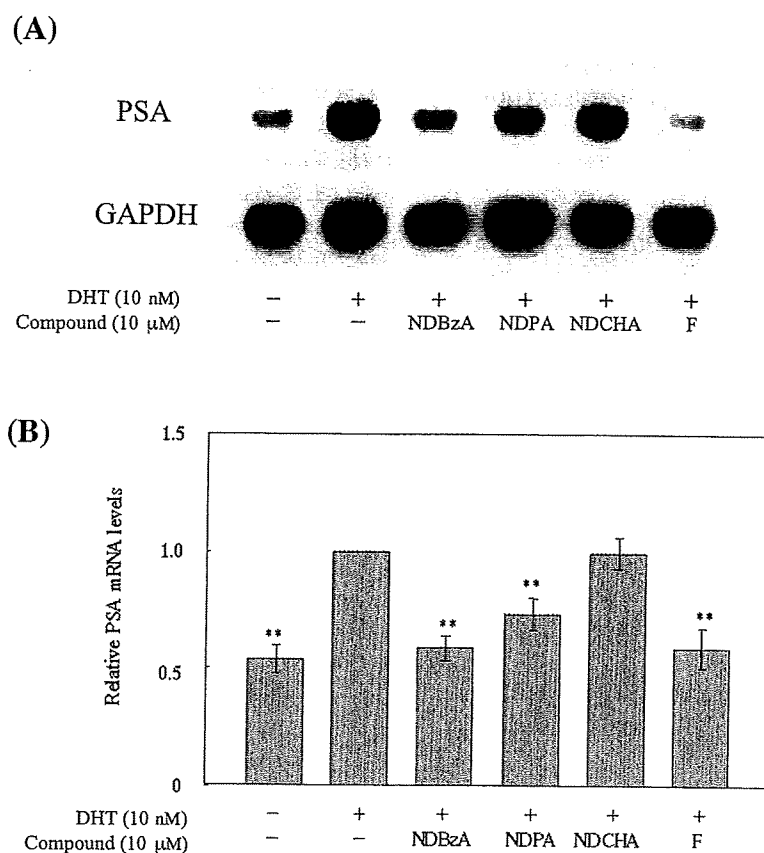 (A)
PSA
GAPDH
DHT (10 nM) − + + + + +
Compound (10 μM) − − NDBzA NDPA NDCHA F
(B)
Relative PSA mRNA levels
1.5
1.0
0.5
0
** ** ** **
DHT (10 nM) − + + + + +
Compound (10 μM) − − NDBzA NDPA NDCHA F